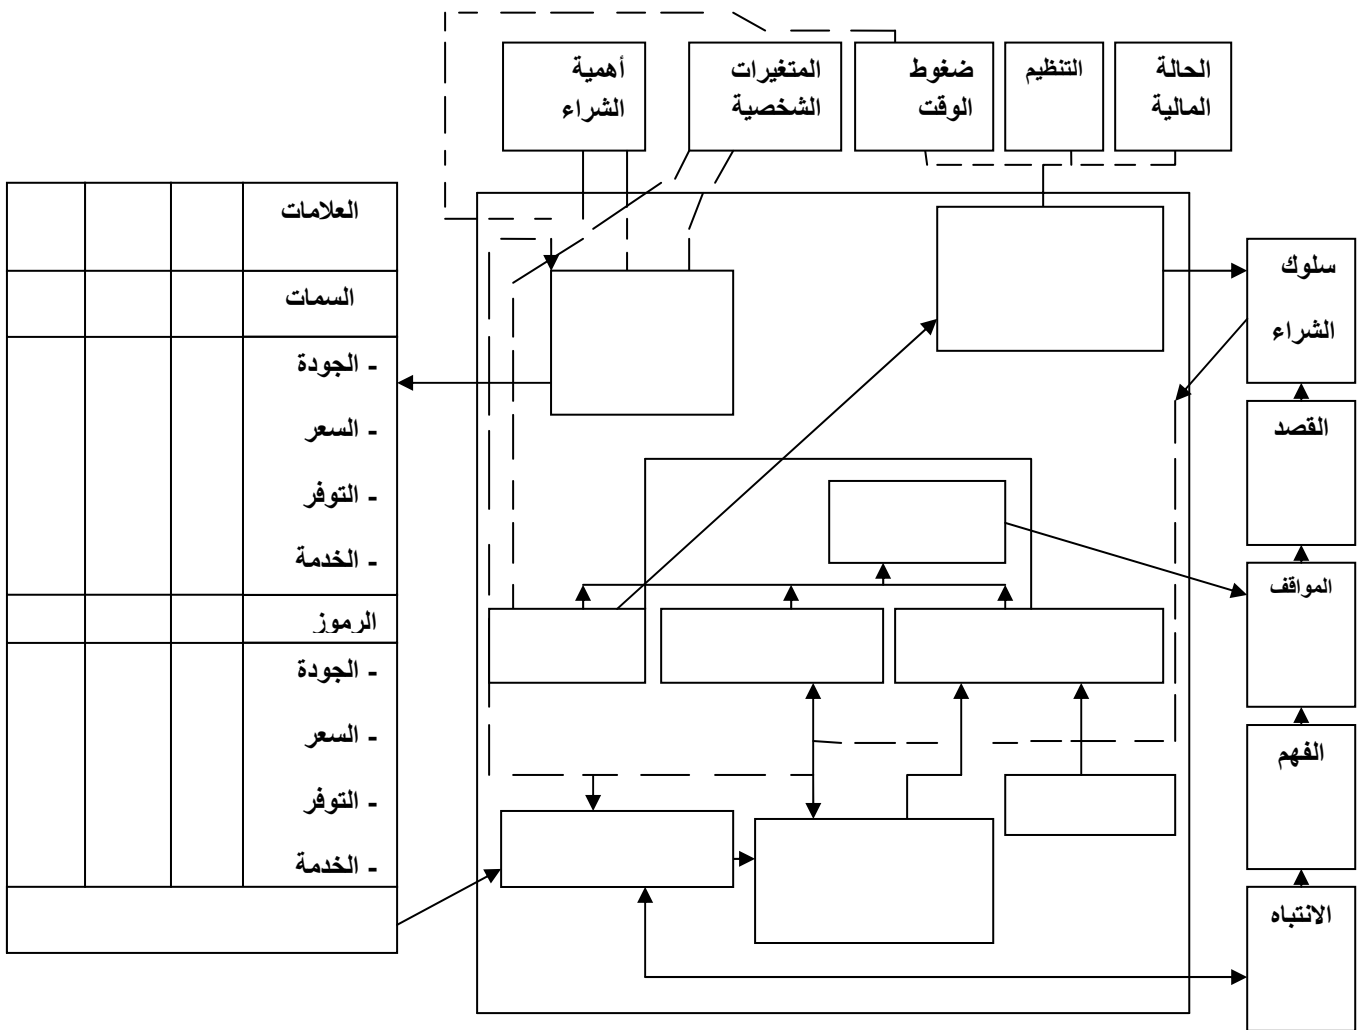 أهمية
الشراء
المتغيرات
الشخصية
ضغوط
الوقت
التنظيم
الحالة
المالية
العلامات
السمات
- الجودة
- السعر
- التوفر
- الخدمة
الرموز
- الجودة
- السعر
- التوفر
- الخدمة
سلوك
الشراء
القصد
المواقف
الفهم
الانتباه